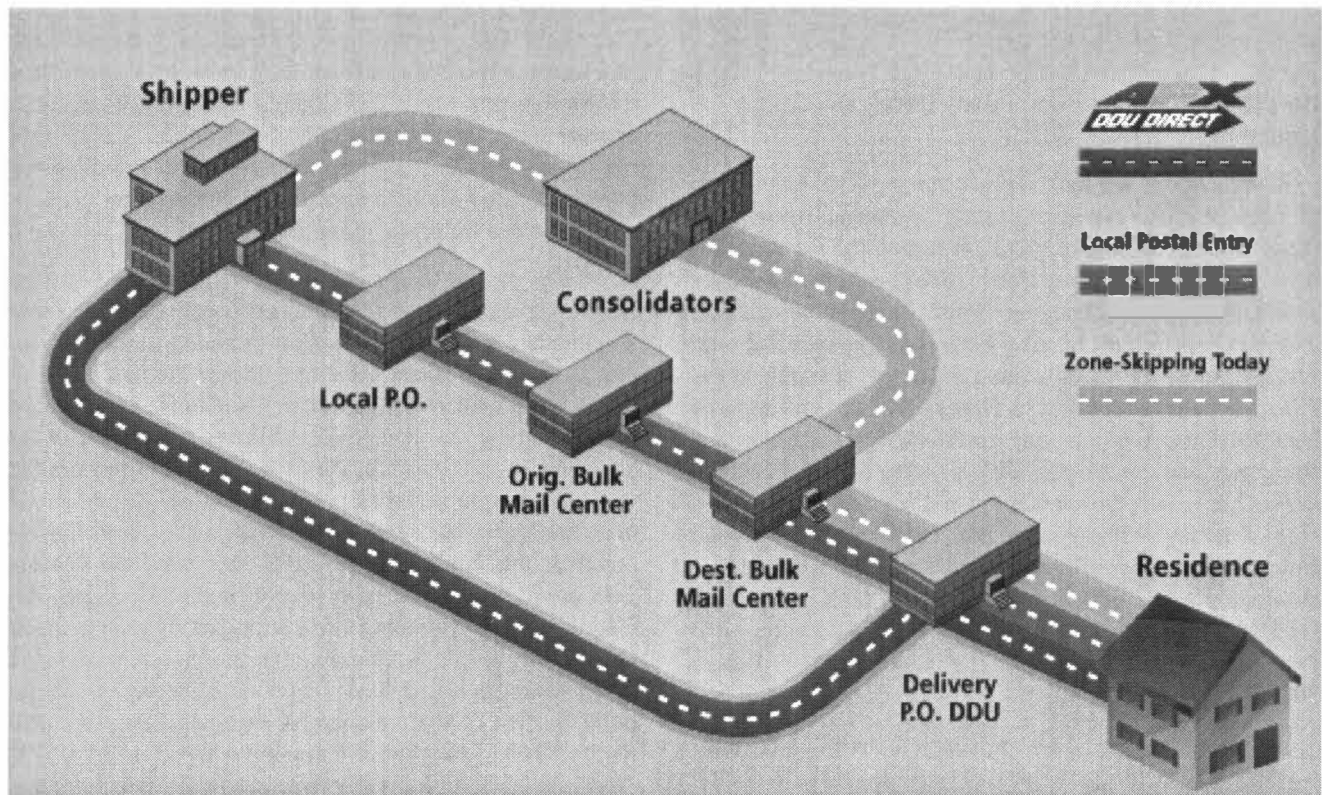 Shipper
DDU DIRECT
Local Postal Entry
Consolidators
Zone-Skipping Today
Local P.O.
Orig. Bulk
Mail Center
Dest. Bulk
Mail Center
Residence
Delivery
P.O. DDU